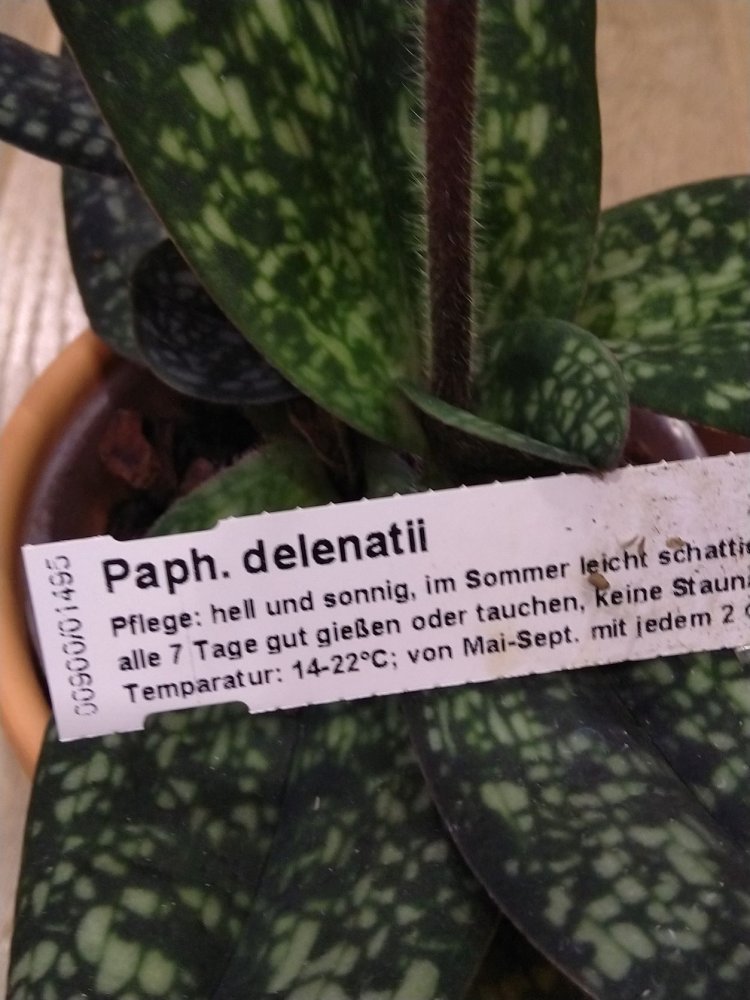 Paph. delenatii
Pflege: hell und sonnig, im Sommer leicht
alle 7 Tage gut gießen oder tauchen, keine
Temparatur: 14-22°C; von Mai-Sept. mit jedem 2
00900/01495